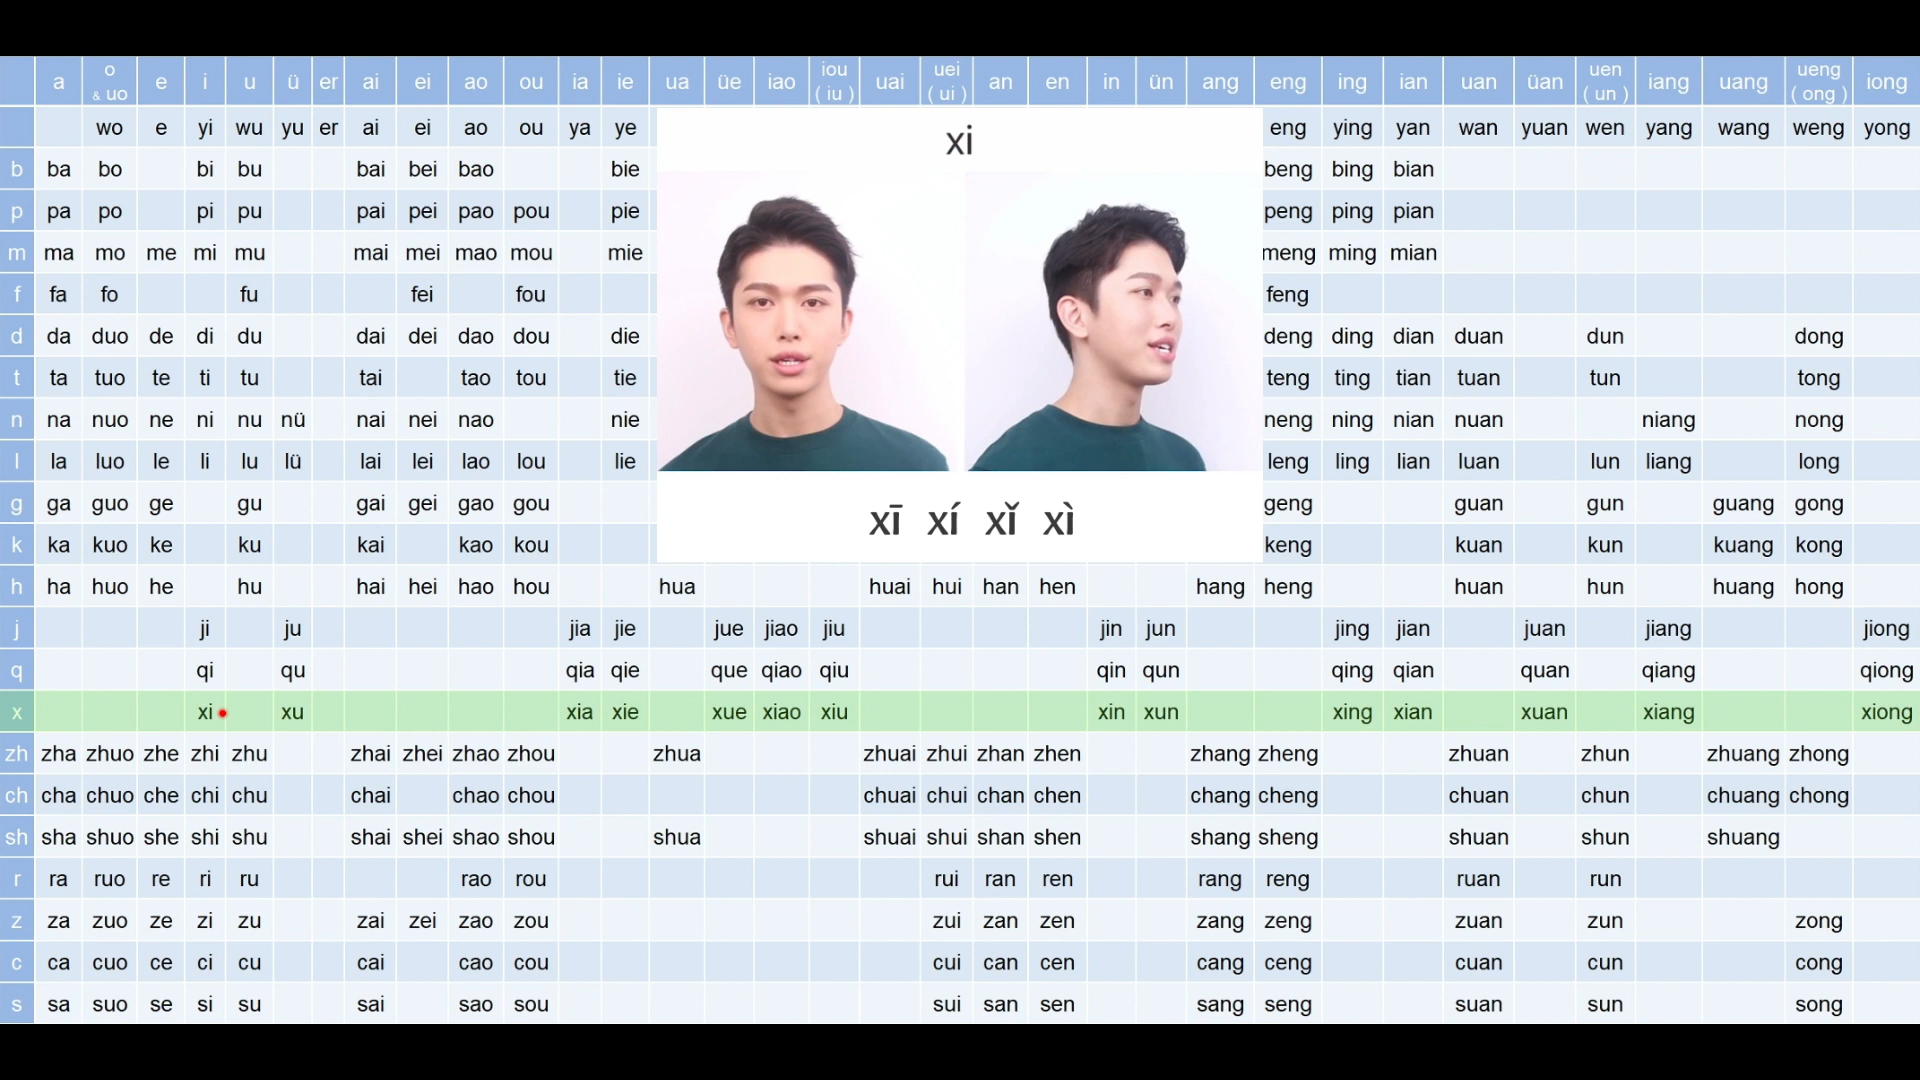 a o & uo e i u ü er ai ei ao ou ia ie ua üe iao iou ( iu ) uai uei ( ui ) an en in ün ang eng ing ian uan üan uen ( un ) iang uang ueng ( ong ) iong
wo e yi wu yu er ai ei ao ou ya ye eng ying yan wan yuan wen yang wang weng yong
xi
b ba bo bi bu bai bei bao bie beng bing bian
p pa po pi pu pai pei pao pou pie peng ping pian
m ma mo me mi mu mai mei mao mou mie meng ming mian
f fa fo fu fei fou feng
d da duo de di du dai dei dao dou die deng ding dian duan dun dong
t ta tuo te ti tu tai tao tou tie teng ting tian tuan tun tong
n na nuo ne ni nu nü nai nei nao nie neng ning nian nuan niang nong
l la luo le li lu lü lai lei lao lou lie leng ling lian luan lun liang long
g ga guo ge gu gai gei gao gou geng guan gun guang gong
xī xí xǐ xì
k ka kuo ke ku kai kao kou keng kuan kun kuang kong
h ha huo he hu hai hei hao hou hua huai hui han hen hang heng huan hun huang hong
j ji ju jia jie jue jiao jiu jin jun jing jian juan jiang jiong
q qi qu qia qie que qiao qiu qin qun qing qian quan qiang qiong
x xi xu xia xie xue xiao xiu xin xun xing xian xuan xiang xiong
zh zha zhuo zhe zhi zhu zhai zhei zhao zhou zhua zhuai zhui zhan zhen zhang zheng zhuan zhun zhuang zhong
ch cha chuo che chi chu chai chao chou chuai chui chan chen chang cheng chuan chun chuang chong
sh sha shuo she shi shu shai shei shao shou shua shuai shui shan shen shang sheng shuan shun shuang
r ra ruo re ri ru rao rou rui ran ren rang reng ruan run
z za zuo ze zi zu zai zei zao zou zui zan zen zang zeng zuan zun zong
c ca cuo ce ci cu cai cao cou cui can cen cang ceng cuan cun cong
s sa suo se si su sai sao sou sui san sen sang seng suan sun song